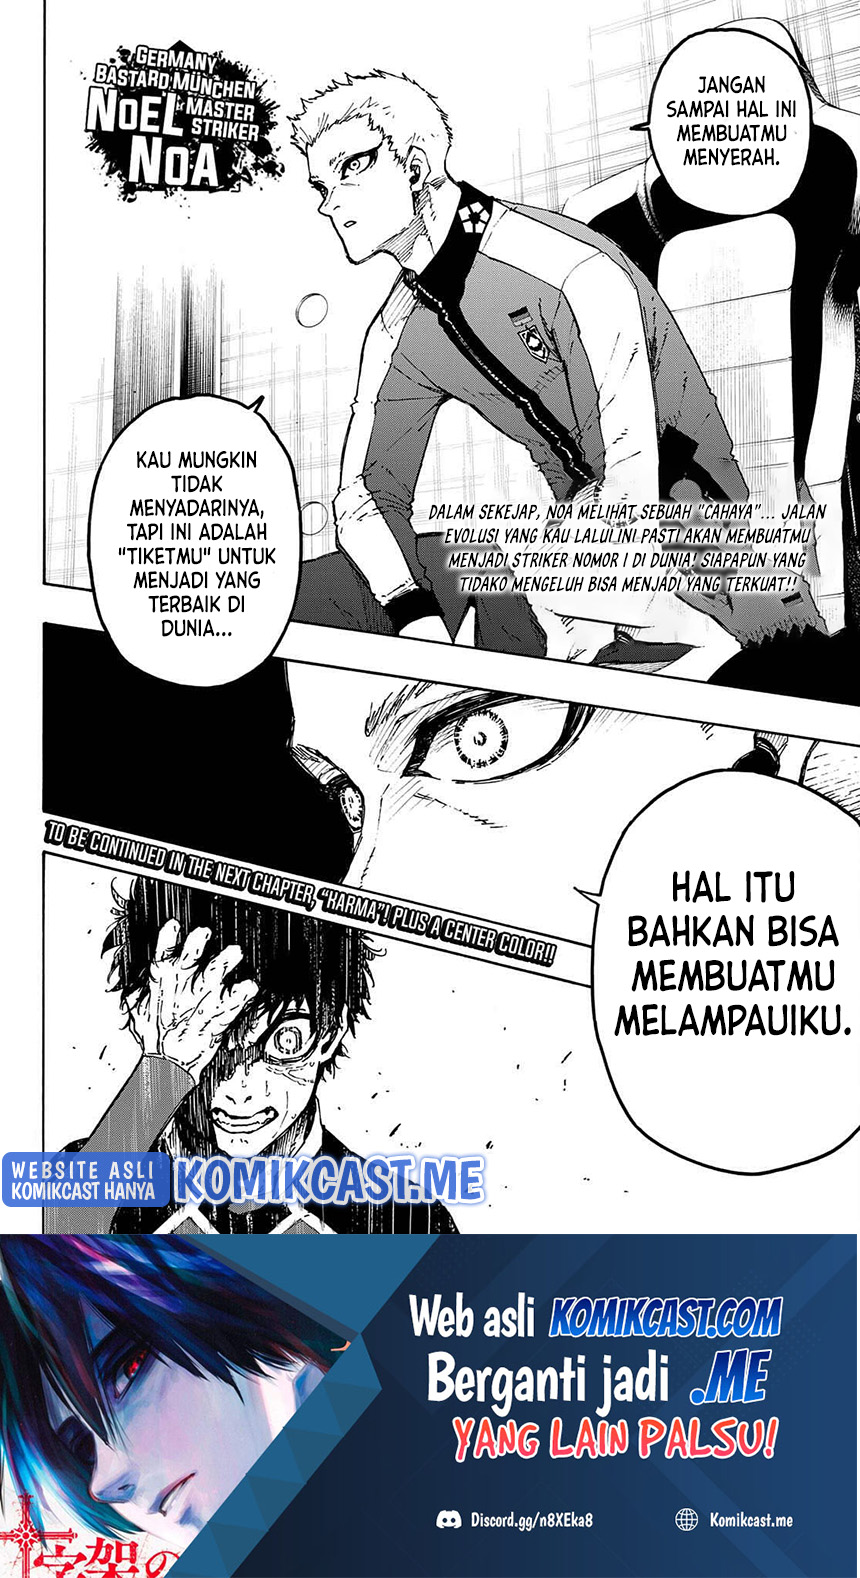 GERMANY
BASTARD MÜNCHEN
NOEL MASTER
STRIKER
NOA
JANGAN
SAMPAI HAL INI
MEMBUATMU
MENYERAH.
KAU MUNGKIN
TIDAK
MENYADARINYA,
TAPI INI ADALAH
"TIKETMU" UNTUK
MENJADI YANG
TERBAIK DI
DUNIA...
DALAM SEKEJAP, NOA MELIHAT SEBUAH "CAHAYA"... JALAN
EVOLUSI YANG KAU LALUI INI PASTI AKAN MEMBUATMU
MENJADI STRIKER NOMOR 1 DI DUNIA! SIAPAPUN YANG
TIDAKO MENGELUH BISA MENJADI YANG TERKUAT!!
HAL ITU
BAHKAN BISA
MEMBUATMU
MELAMPAUIKU.
TO BE CONTINUED IN THE NEXT CHAPTER, "KARMA"! PLUS A CENTER COLOR!!
WEBSITE ASLI
KOMIKCAST HANYA
KOMIKCAST.ME
Web asli KOMIKCAST.COM
Berganti jadi .ME
YANG LAIN PALSU!
Discord.gg/n8XEka8
Komikcast.me
十字架の